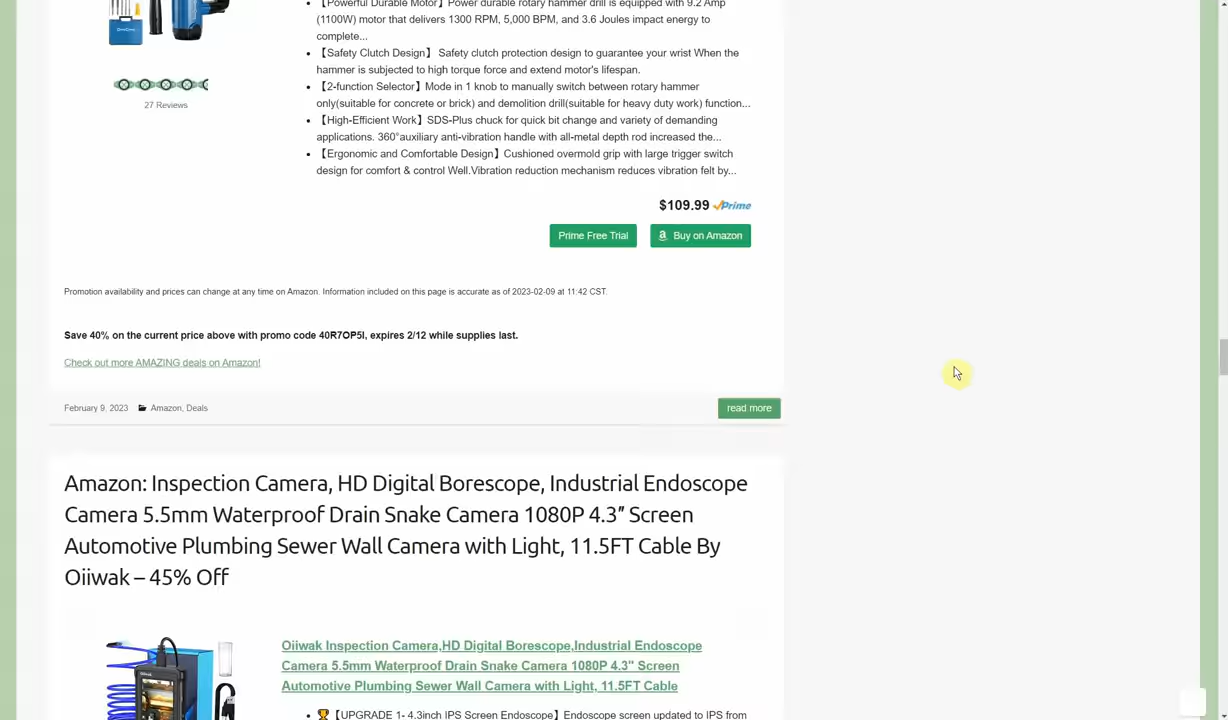 【Powerful Durable Motor】Power durable rotary hammer drill is equipped with 9.2 Amp
(1100W) motor that delivers 1300 RPM, 5,000 BPM, and 3.6 Joules impact energy to
complete...
【Safety Clutch Design】 Safety clutch protection design to guarantee your wrist When the
hammer is subjected to high torque force and extend motor's lifespan.
【2-function Selector】Mode in 1 knob to manually switch between rotary hammer
only(suitable for concrete or brick) and demolition drill(suitable for heavy duty work) function...
【High-Efficient Work】SDS-Plus chuck for quick bit change and variety of demanding
applications. 360°auxiliary anti-vibration handle with all-metal depth rod increased the...
【Ergonomic and Comfortable Design】Cushioned overmold grip with large trigger switch
design for comfort & control Well.Vibration reduction mechanism reduces vibration felt by...
27 Reviews
$109.99 Prime
Prime Free Trial
Buy on Amazon
Promotion availability and prices can change at any time on Amazon. Information included on this page is accurate as of 2023-02-09 at 11:42 CST.
Save 40% on the current price above with promo code 40R7OP5I, expires 2/12 while supplies last.
Check out more AMAZING deals on Amazon!
February 9, 2023 Amazon, Deals
read more
Amazon: Inspection Camera, HD Digital Borescope, Industrial Endoscope
Camera 5.5mm Waterproof Drain Snake Camera 1080P 4.3″ Screen
Automotive Plumbing Sewer Wall Camera with Light, 11.5FT Cable By
Oiiwak – 45% Off
Oiiwak Inspection Camera,HD Digital Borescope,Industrial Endoscope
Camera 5.5mm Waterproof Drain Snake Camera 1080P 4.3" Screen
Automotive Plumbing Sewer Wall Camera with Light, 11.5FT Cable
🏆【UPGRADE 1- 4.3inch IPS Screen Endoscope】Endoscope screen updated to IPS from